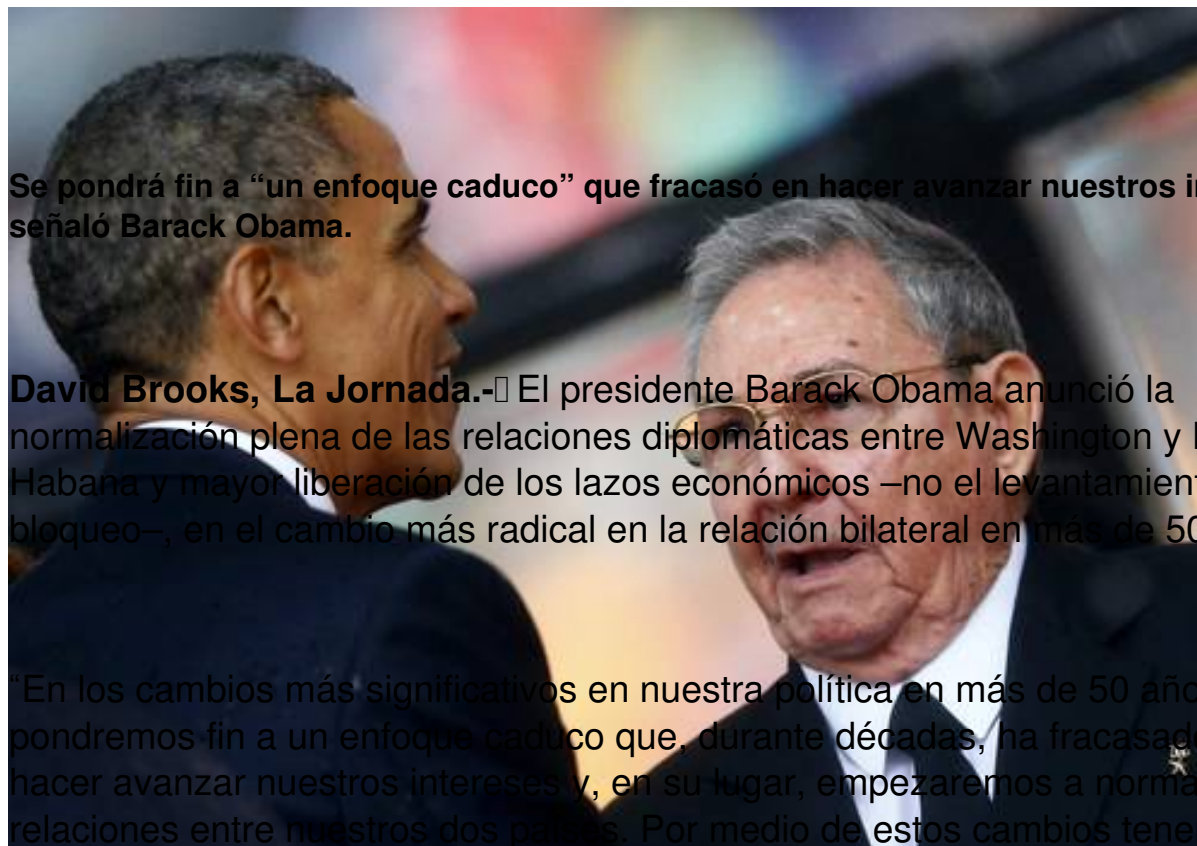 Se pondrá fin a “un enfoque caduco” que fracasó en hacer avanzar nuestros
señaló Barack Obama.
David Brooks, La Jornada.- El presidente Barack Obama anunció la
normalización plena de las relaciones diplomáticas entre Washington y
Habana y mayor liberación de los lazos económicos –no el
bloqueo–, en el cambio más radical en la relación bilateral en más de 50
“En los cambios más significativos en nuestra política en más de 50
pondremos fin a un enfoque caduco que, durante décadas, ha
hacer avanzar nuestros intereses y, en su lugar, empezaremos a
relaciones entre nuestros dos países. Por medio de estos cambios